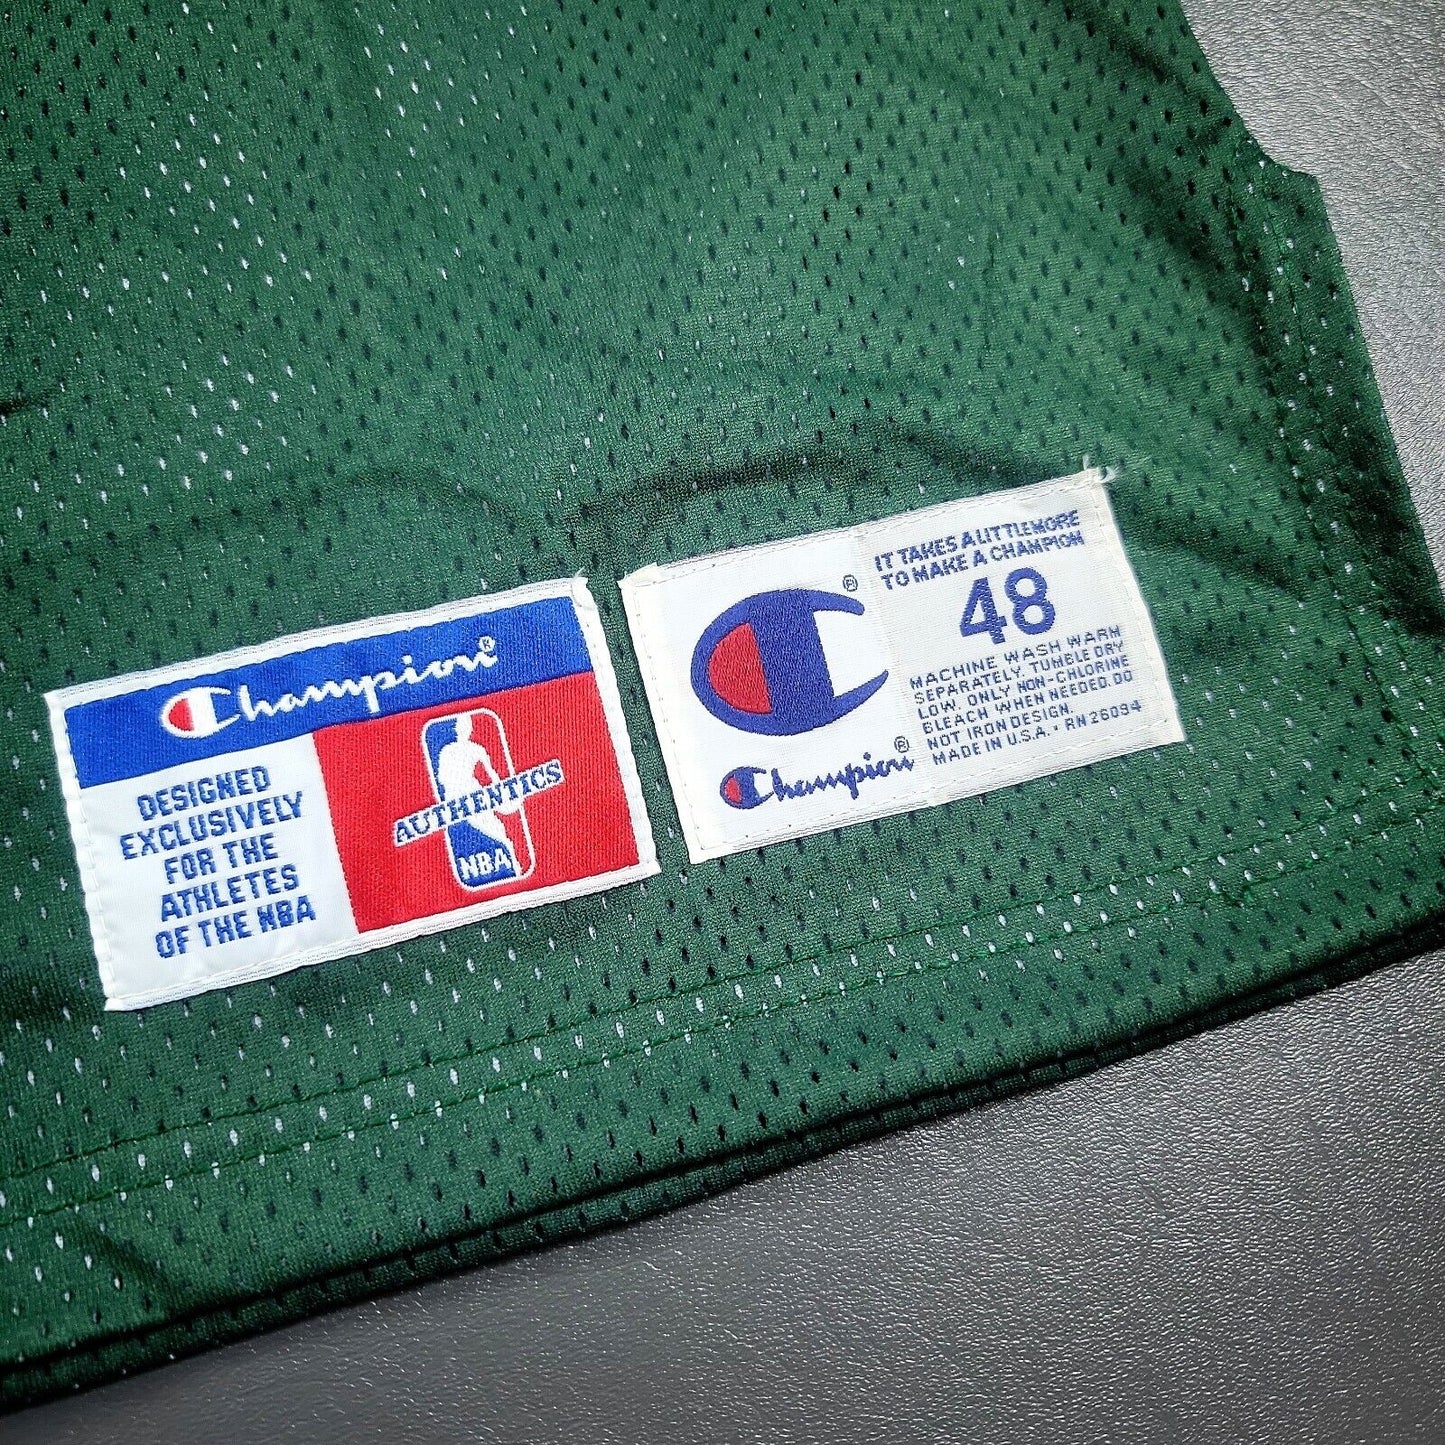 Champion®
DESIGNED
EXCLUSIVELY
FOR THE
ATHLETES
OF THE NBA
AUTHENTICS
NBA
®
Champion®
IT TAKES A LITTLE MORE
TO MAKE A CHAMPION
48
MACHINE WASH WARM
SEPARATELY. TUMBLE DRY
LOW. ONLY NON-CHLORINE
BLEACH WHEN NEEDED. DO
NOT IRON DESIGN.
MADE IN U.S.A. • RN 26094